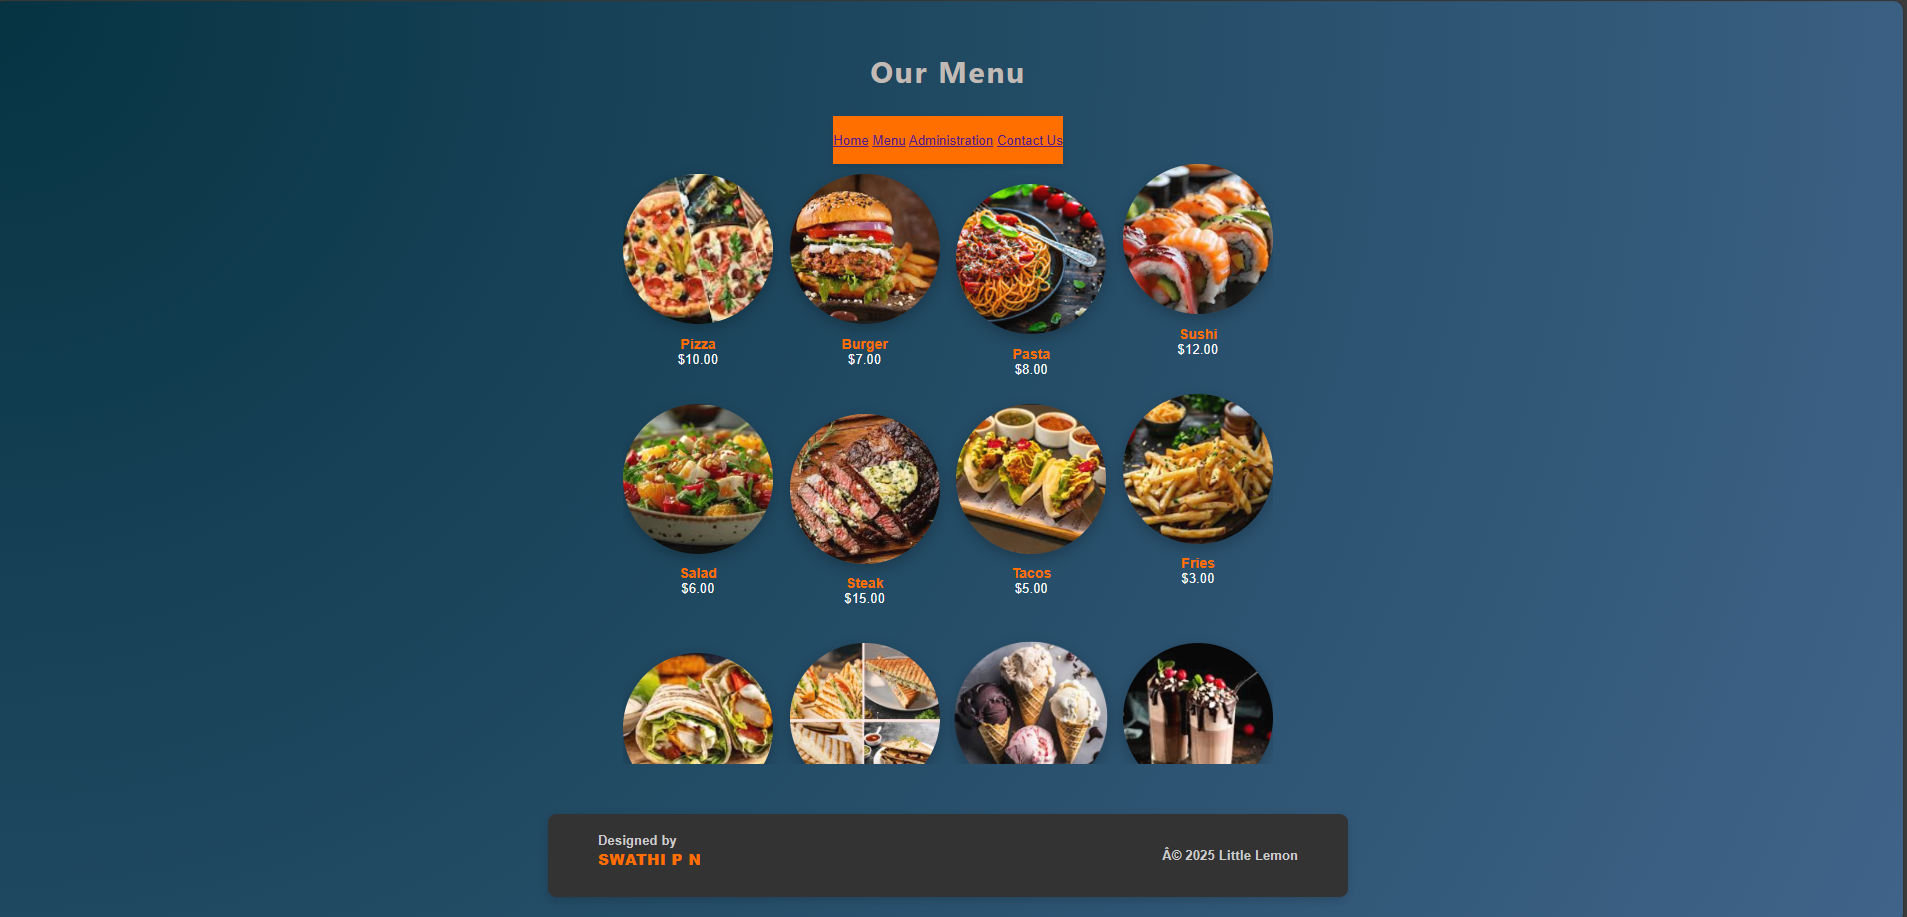 Our Menu
Home Menu Administration Contact Us
Pizza
$10.00
Burger
$7.00
Pasta
$8.00
Sushi
$12.00
Salad
$6.00
Steak
$15.00
Tacos
$5.00
Fries
$3.00
Designed by
SWATHI P N
Â© 2025 Little Lemon